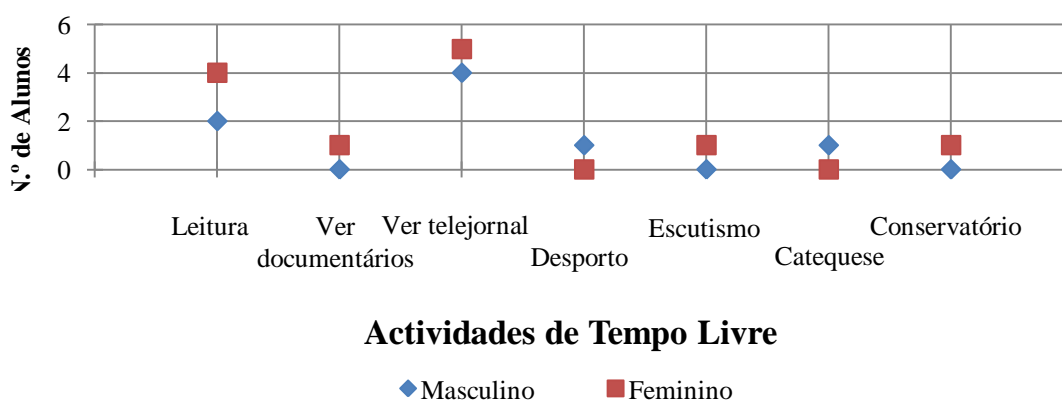 N.º de Alunos
6
4
2
0
Leitura
Ver documentários
Ver telejornal
Desporto
Escutismo
Catequese
Conservatório
Actividades de Tempo Livre
Masculino
Feminino